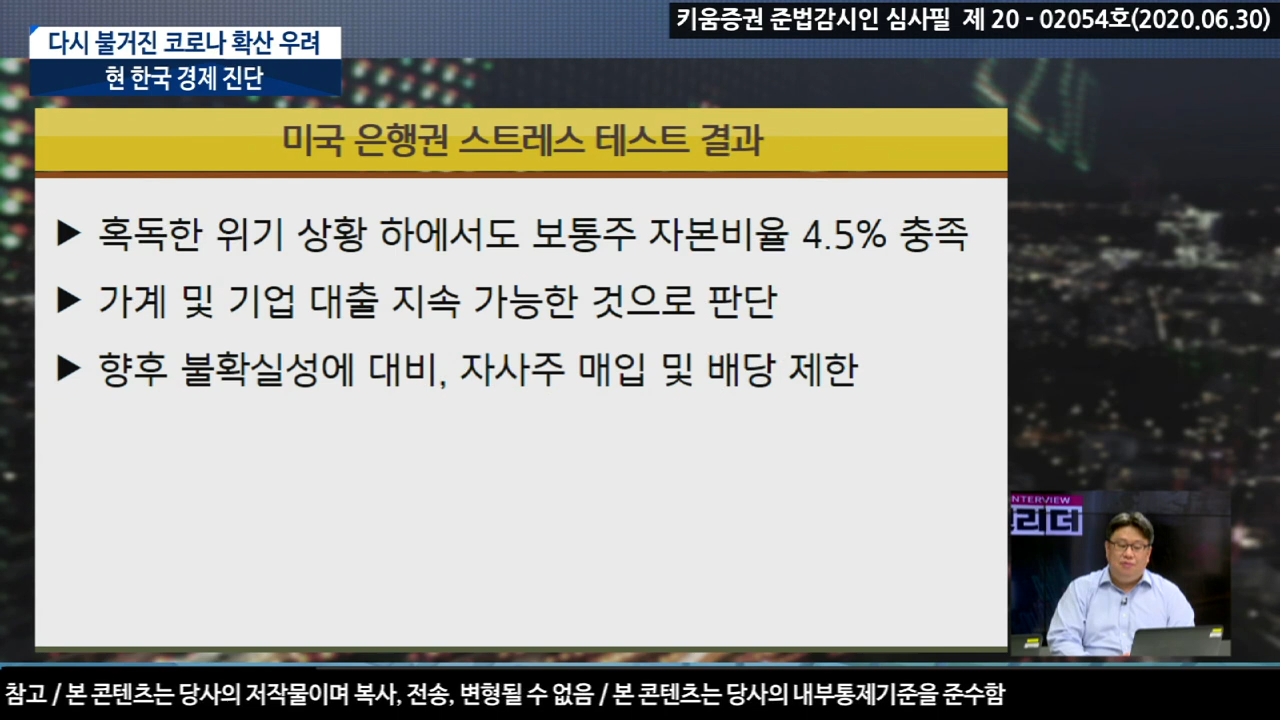 키움증권 준법감시인 심사필 제 20 - 02054호(2020.06.30)
다시 불거진 코로나 확산 우려
현 한국 경제 진단
미국 은행권 스트레스 테스트 결과
▶ 혹독한 위기 상황 하에서도 보통주 자본비율 4.5% 충족
▶ 가계 및 기업 대출 지속 가능한 것으로 판단
▶ 향후 불확실성에 대비, 자사주 매입 및 배당 제한
NTERVIEW
리더
참고 / 본 콘텐츠는 당사의 저작물이며 복사, 전송, 변형될 수 없음 / 본 콘텐츠는 당사의 내부통제기준을 준수함